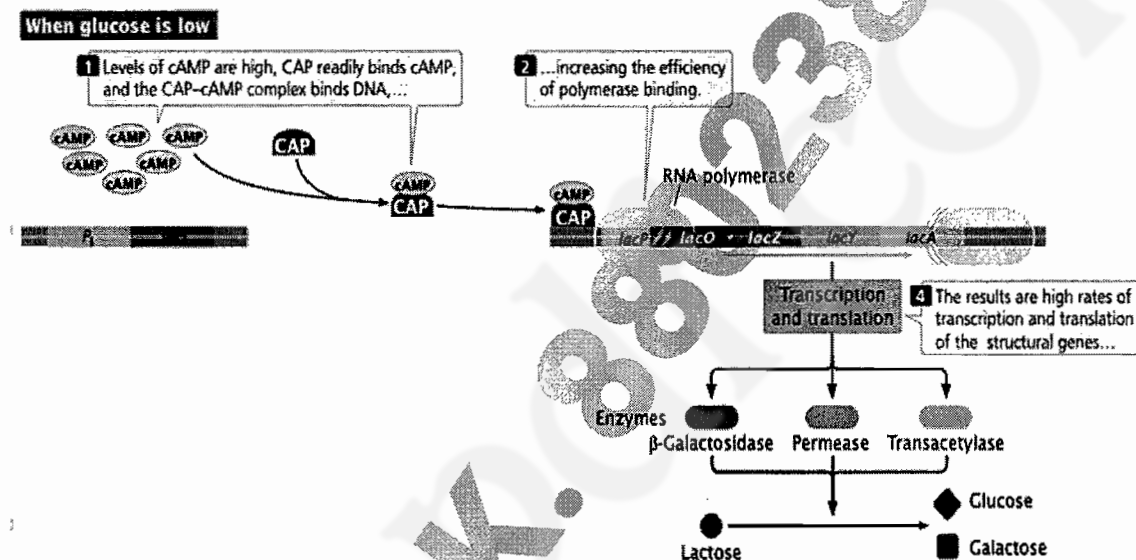 When glucose is low
1 Levels of cAMP are high, CAP readily binds cAMP,
and the CAP–cAMP complex binds DNA,...
2 ...increasing the efficiency
of polymerase binding.
cAMP cAMP cAMP
cAMP cAMP
cAMP
CAP
cAMP
CAP
cAMP
CAP
RNA polymerase
lacP lacO lacZ lacY lacA
Transcription
and translation
4 The results are high rates of
transcription and translation
of the structural genes...
Enzymes
β-Galactosidase Permease Transacetylase
Glucose
Lactose
Galactose